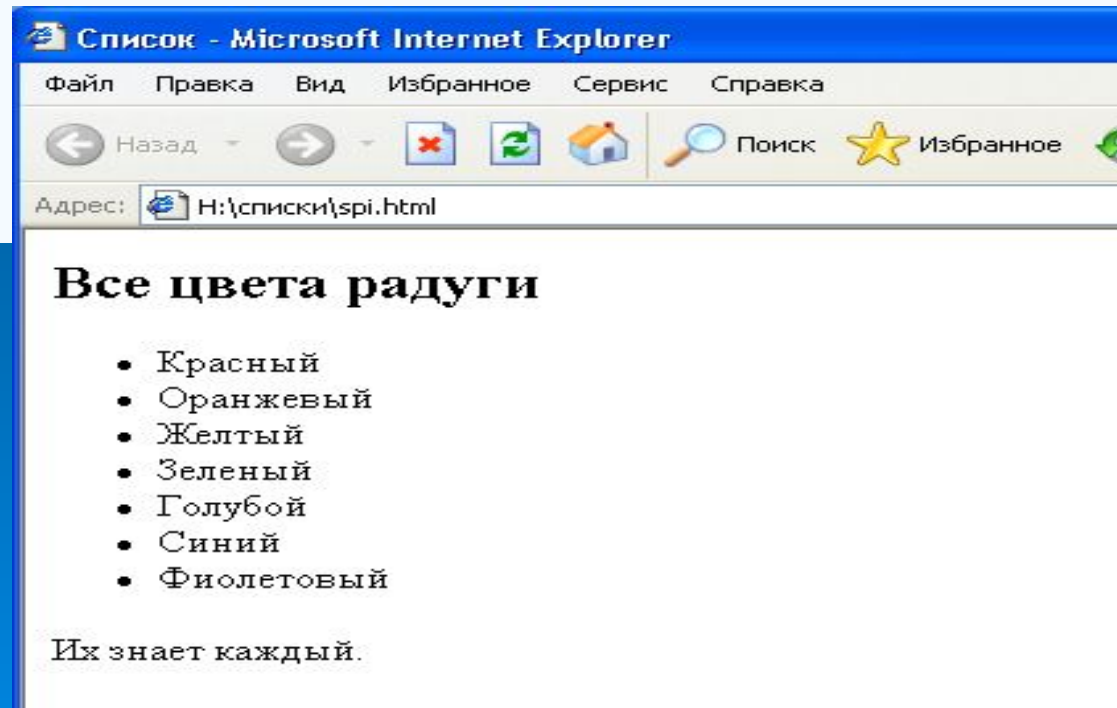 Список - Microsoft Internet Explorer
Файл Правка Вид Избранное Сервис Справка
Назад Поиск Избранное
Адрес: H:\списки\spi.html
Все цвета радуги
• Красный
• Оранжевый
• Желтый
• Зеленый
• Голубой
• Синий
• Фиолетовый
Их знает каждый.